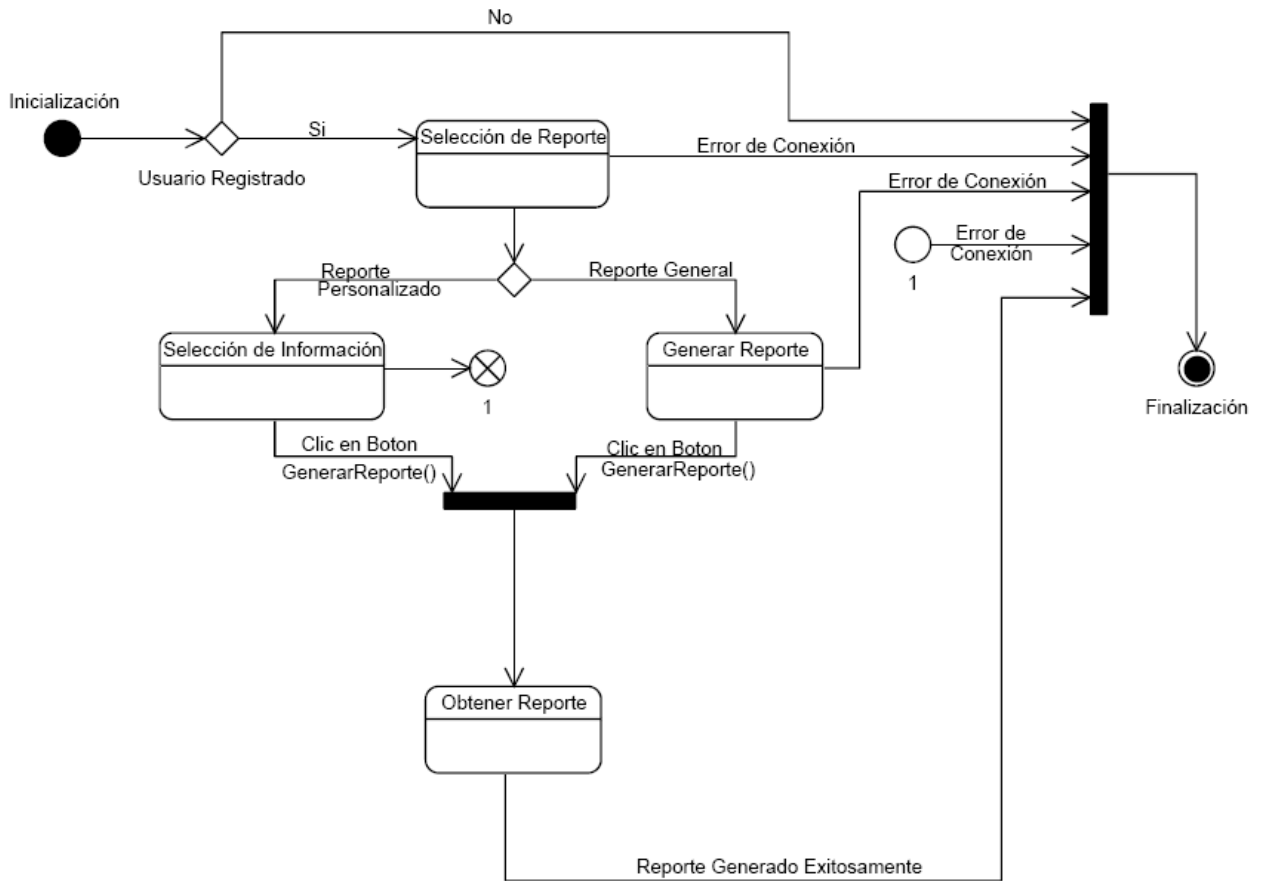 No
Inicialización
Si
Selección de Reporte
Error de Conexión
Usuario Registrado
Error de Conexión
Error de
Conexión
1
Reporte
Personalizado
Reporte General
Selección de Información
Generar Reporte
1
Finalización
Clic en Boton
GenerarReporte()
Clic en Boton
GenerarReporte()
Obtener Reporte
Reporte Generado Exitosamente